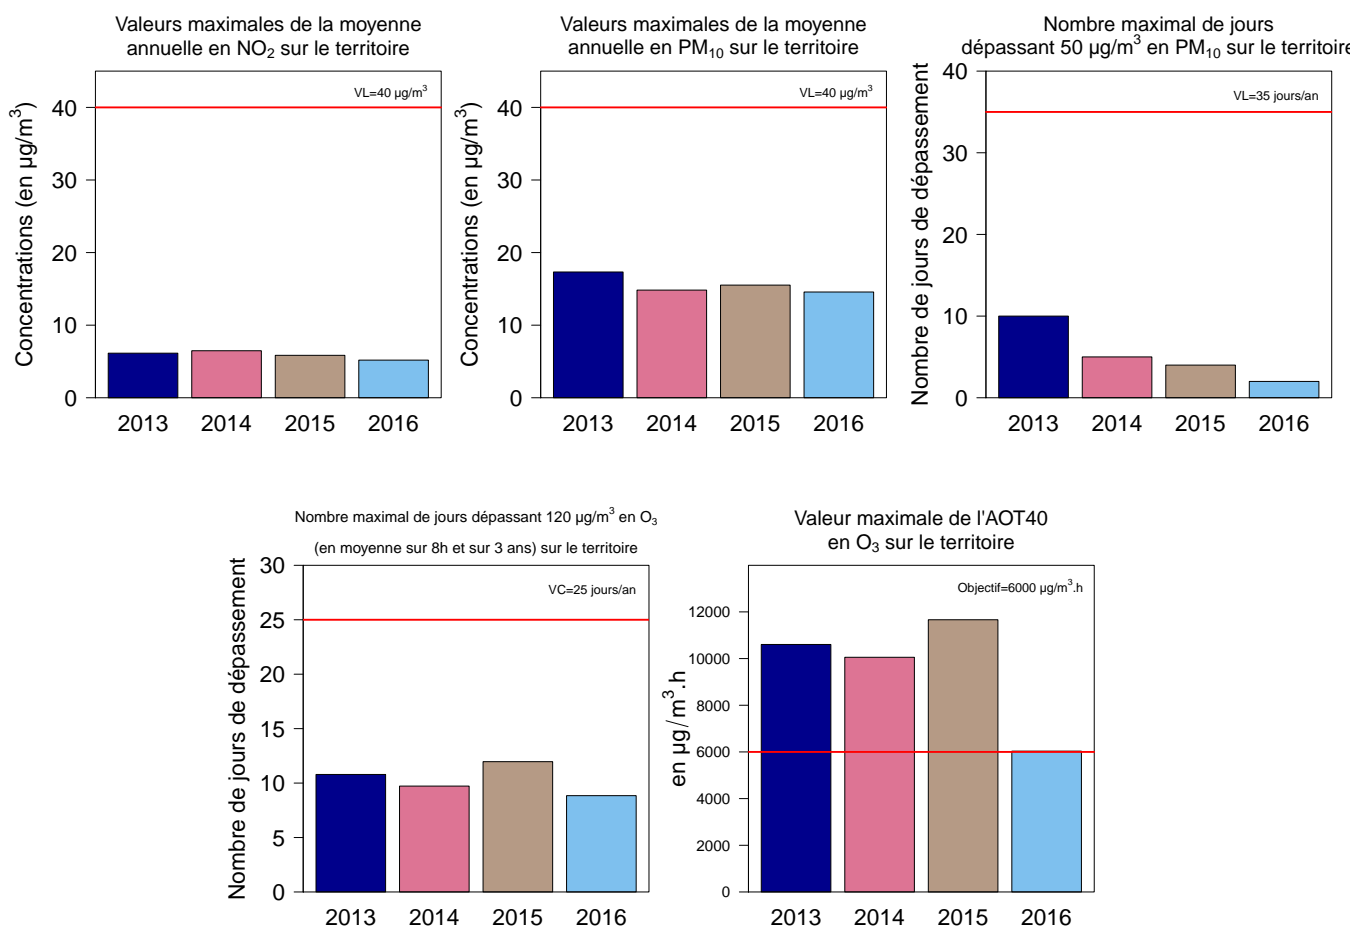 Valeurs maximales de la moyenne
annuelle en NO₂ sur le territoire
Concentrations (en µg/m³)
VL=40 µg/m³
40
30
20
10
0
2013 2014 2015 2016
Valeurs maximales de la moyenne
annuelle en PM₁₀ sur le territoire
Concentrations (en µg/m³)
VL=40 µg/m³
40
30
20
10
0
2013 2014 2015 2016
Nombre maximal de jours
dépassant 50 µg/m³ en PM₁₀ sur le territoire
Nombre de jours de dépassement
VL=35 jours/an
40
30
20
10
0
2013 2014 2015 2016
Nombre maximal de jours dépassant 120 µg/m³ en O₃
(en moyenne sur 8h et sur 3 ans) sur le territoire
Nombre de jours de dépassement
VC=25 jours/an
30
25
20
15
10
5
0
2013 2014 2015 2016
Valeur maximale de l'AOT40
en O₃ sur le territoire
en µg/m³.h
Objectif=6000 µg/m³.h
12000
10000
8000
6000
4000
2000
0
2013 2014 2015 2016